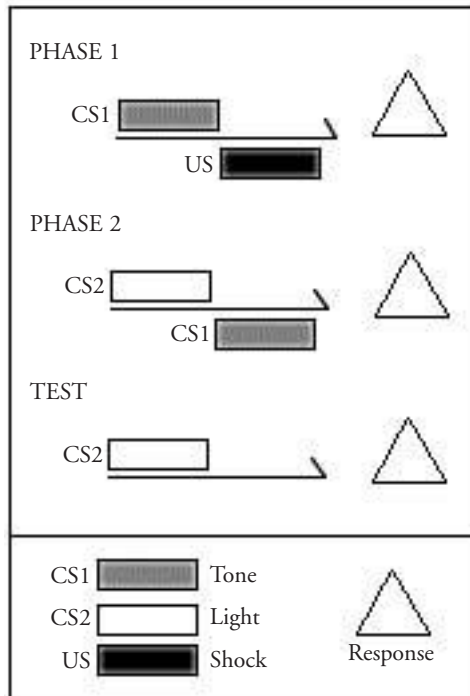 PHASE 1
CS1
US
PHASE 2
CS2
CS1
TEST
CS2
CS1 Tone
CS2 Light
US Shock
Response